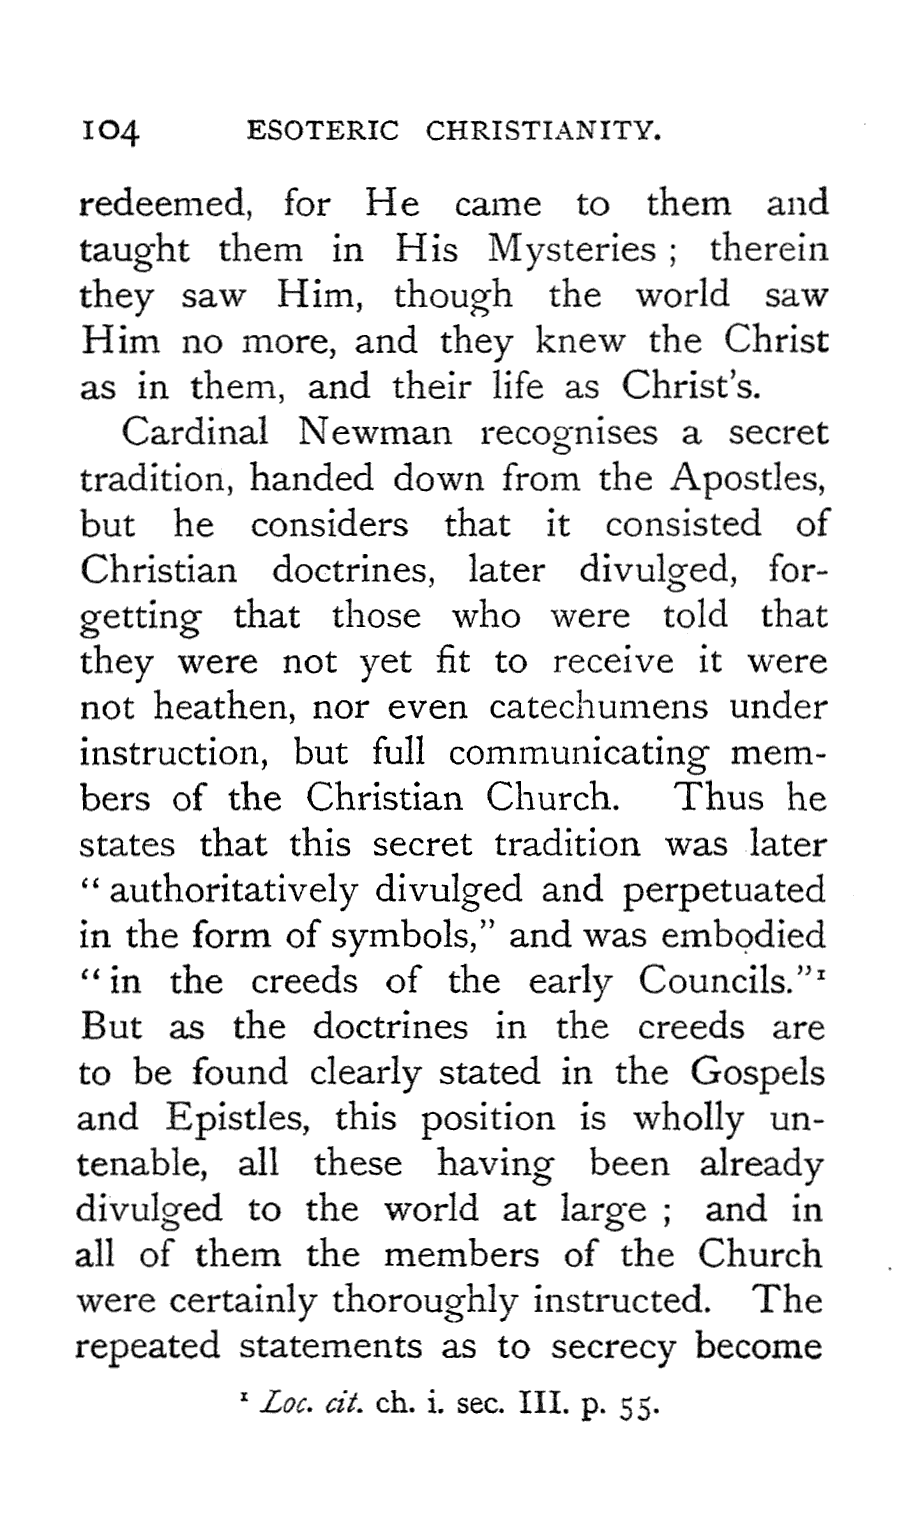 104 ESOTERIC CHRISTIANITY.
redeemed, for He came to them and
taught them in His Mysteries ; therein
they saw Him, though the world saw
Him no more, and they knew the Christ
as in them, and their life as Christ's.
Cardinal Newman recognises a secret
tradition, handed down from the Apostles,
but he considers that it consisted of
Christian doctrines, later divulged, for-
getting that those who were told that
they were not yet fit to receive it were
not heathen, nor even catechumens under
instruction, but full communicating mem-
bers of the Christian Church. Thus he
states that this secret tradition was later
“ authoritatively divulged and perpetuated
in the form of symbols,” and was embodied
“ in the creeds of the early Councils.”¹
But as the doctrines in the creeds are
to be found clearly stated in the Gospels
and Epistles, this position is wholly un-
tenable, all these having been already
divulged to the world at large ; and in
all of them the members of the Church
were certainly thoroughly instructed. The
repeated statements as to secrecy become
¹ Loc. cit. ch. i. sec. III. p. 55.